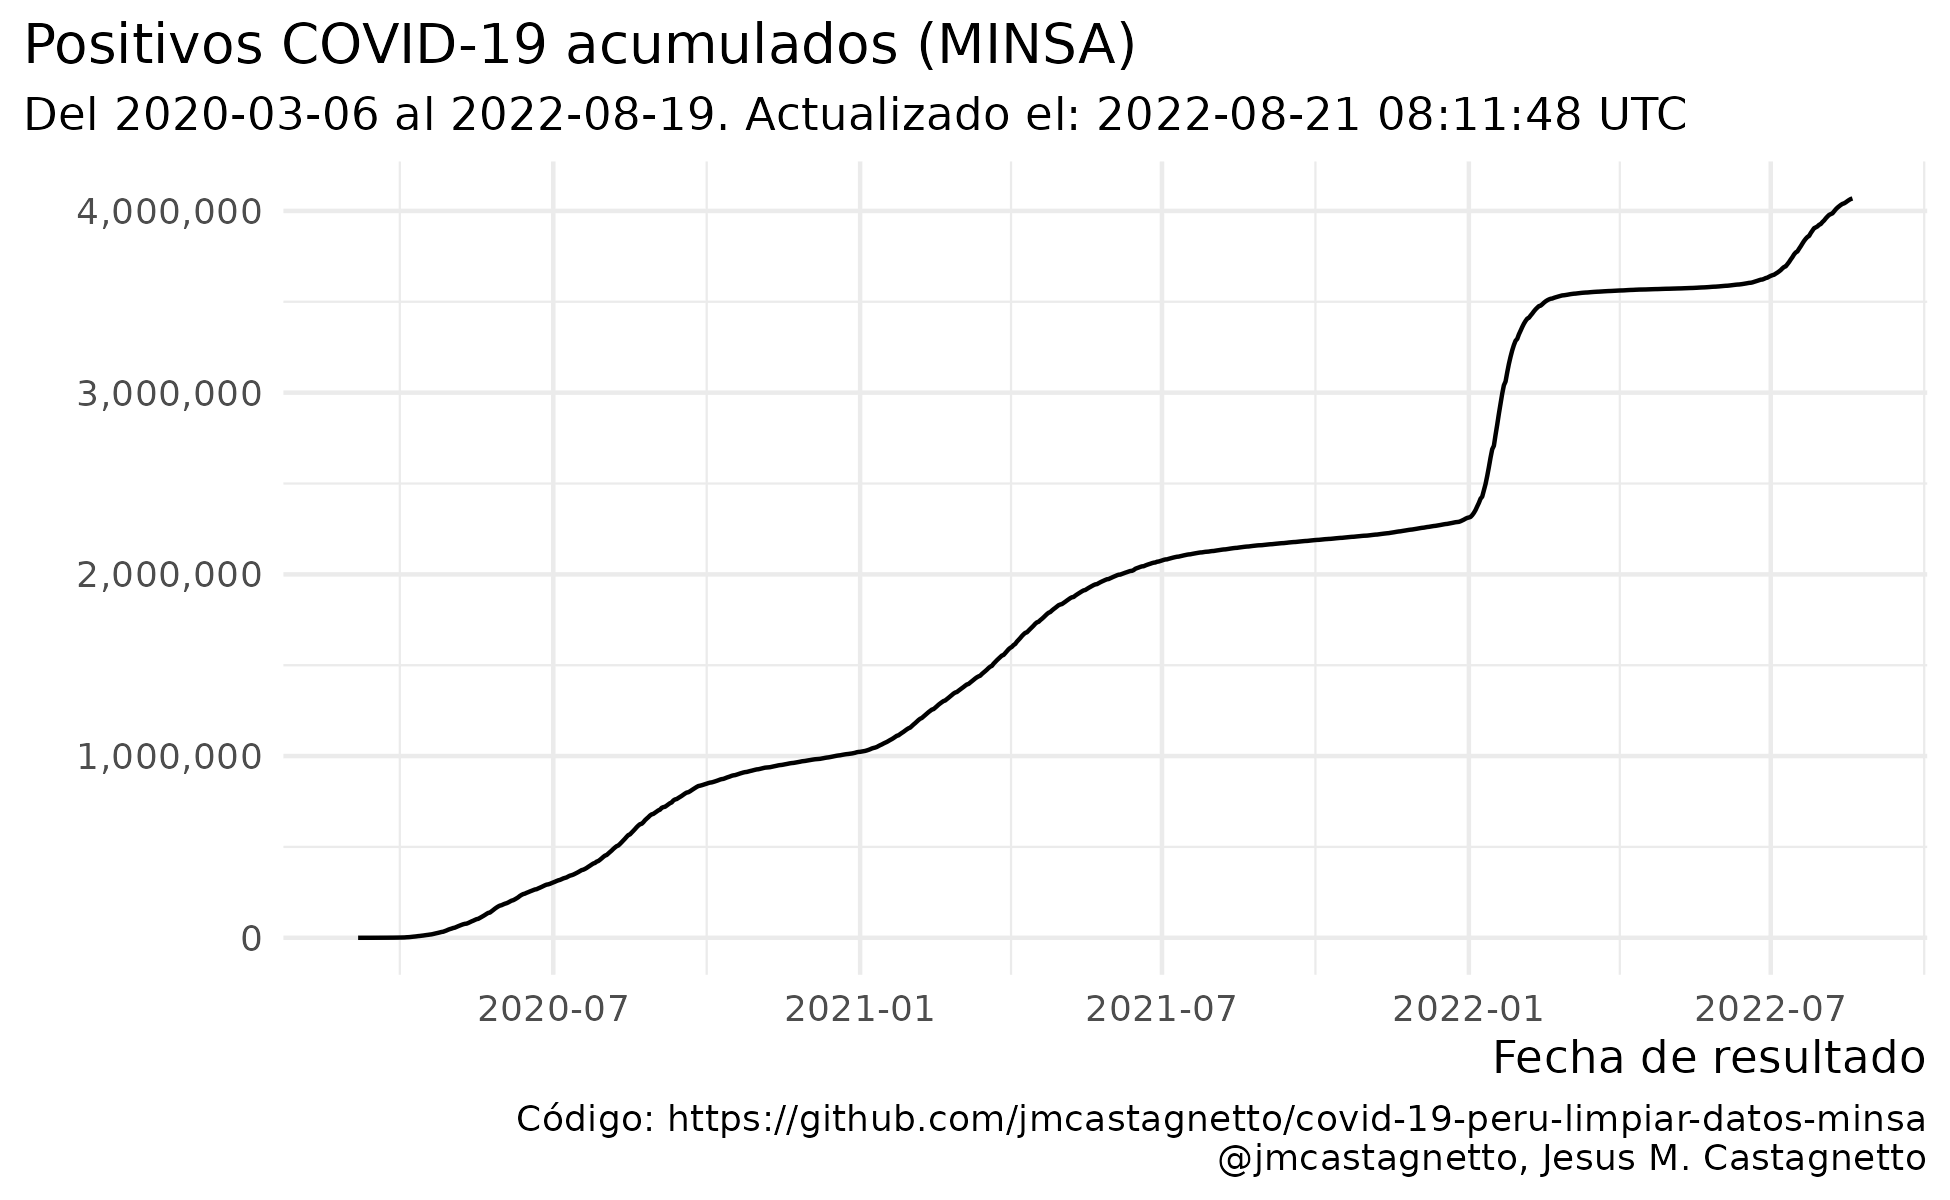 Positivos COVID-19 acumulados (MINSA)
Del 2020-03-06 al 2022-08-19. Actualizado el: 2022-08-21 08:11:48 UTC
4,000,000
3,000,000
2,000,000
1,000,000
0
2020-07 2021-01 2021-07 2022-01 2022-07
Fecha de resultado
Código: https://github.com/jmcastagnetto/covid-19-peru-limpiar-datos-minsa
@jmcastagnetto, Jesus M. Castagnetto